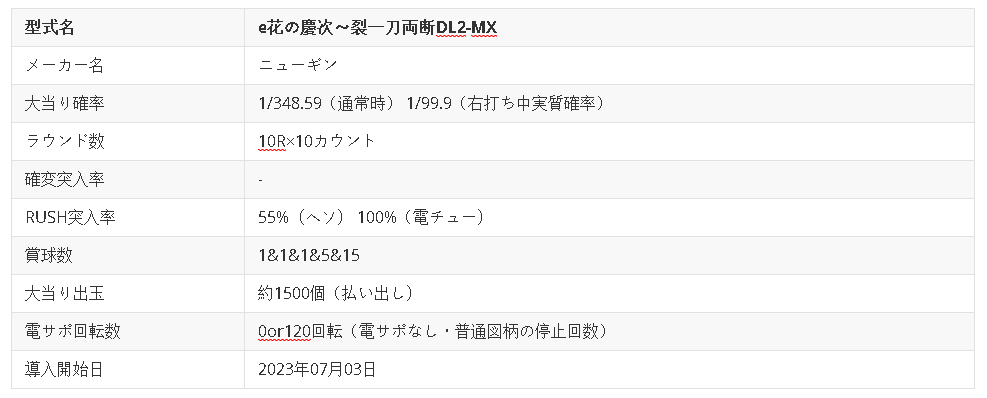 型式名 e花の慶次～裂一刀両断DL2-MX
メーカー名 ニューギン
大当り確率 1/348.59（通常時） 1/99.9（右打ち中実質確率）
ラウンド数 10R×10カウント
確変突入率 -
RUSH突入率 55%（ヘソ） 100%（電チュー）
賞球数 1&1&1&5&15
大当り出玉 約1500個（払い出し）
電サポ回転数 0or120回転（電サポなし・普通図柄の停止回数）
導入開始日 2023年07月03日